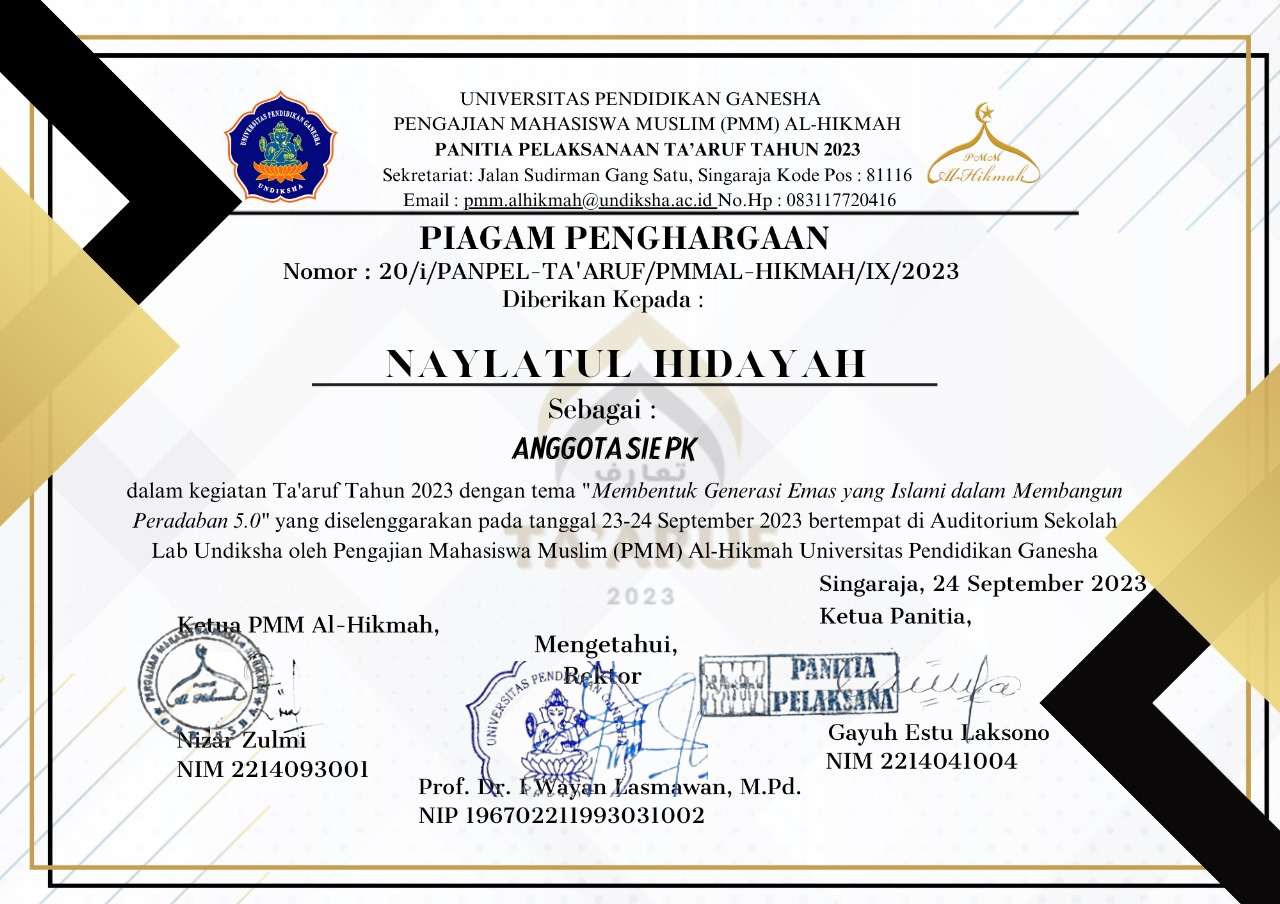 UNIVERSITAS PENDIDIKAN GANESHA
PENGAJIAN MAHASISWA MUSLIM (PMM) AL-HIKMAH
PANITIA PELAKSANAAN TA’ARUF TAHUN 2023
Sekretariat: Jalan Sudirman Gang Satu, Singaraja Kode Pos : 81116
Email : pmm.alhikmah@undiksha.ac.id No.Hp : 083117720416
UNIVERSITAS PENDIDIKAN GANESHA
UNDIKSHA
PMM
Al-Hikmah
PIAGAM PENGHARGAAN
Nomor : 20/i/PANPEL-TA'ARUF/PMMAL-HIKMAH/IX/2023
Diberikan Kepada :
NAYLATUL HIDAYAH
Sebagai :
ANGGOTA SIE PK
تعارف
dalam kegiatan Ta'aruf Tahun 2023 dengan tema "Membentuk Generasi Emas yang Islami dalam Membangun
Peradaban 5.0" yang diselenggarakan pada tanggal 23-24 September 2023 bertempat di Auditorium Sekolah
Lab Undiksha oleh Pengajian Mahasiswa Muslim (PMM) Al-Hikmah Universitas Pendidikan Ganesha
TA'ARUF
2023
Singaraja, 24 September 2023
Ketua Panitia,
Ketua PMM Al-Hikmah,
Mengetahui,
Rektor
Al-Hikmah
UNIVERSITAS PENDIDIKAN GANESHA
PANITIA
PELAKSANA
Nizar Zulmi
NIM 2214093001
Gayuh Estu Laksono
NIM 2214041004
Prof. Dr. I Wayan Lasmawan, M.Pd.
NIP 196702211993031002